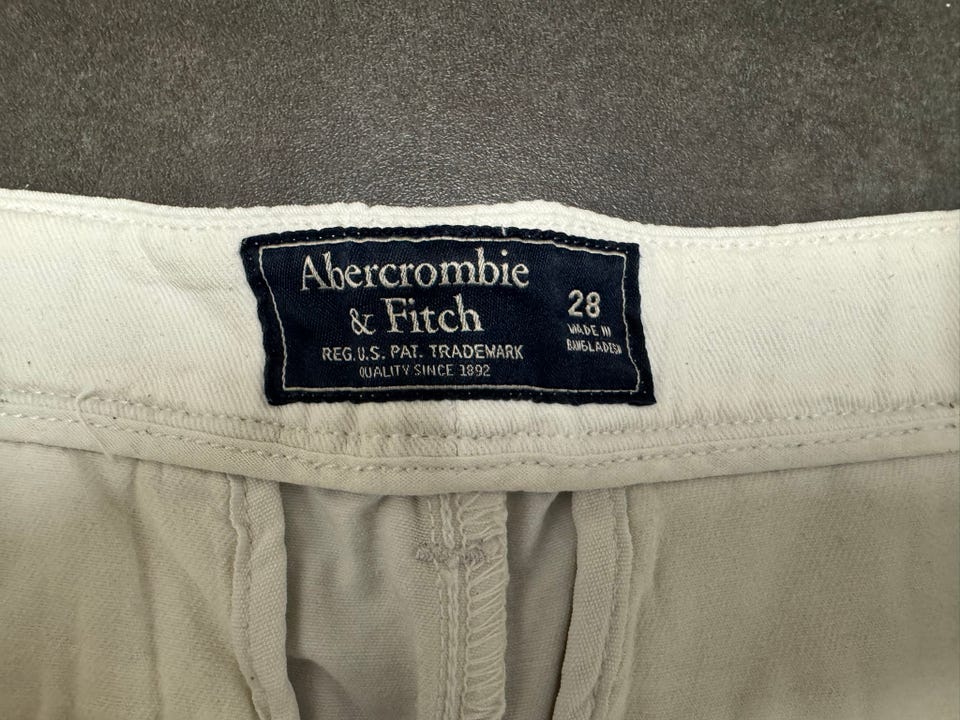 Abercrombie
& Fitch
REG. U.S. PAT. TRADEMARK
QUALITY SINCE 1892
28
MADE IN
BANGLADESH